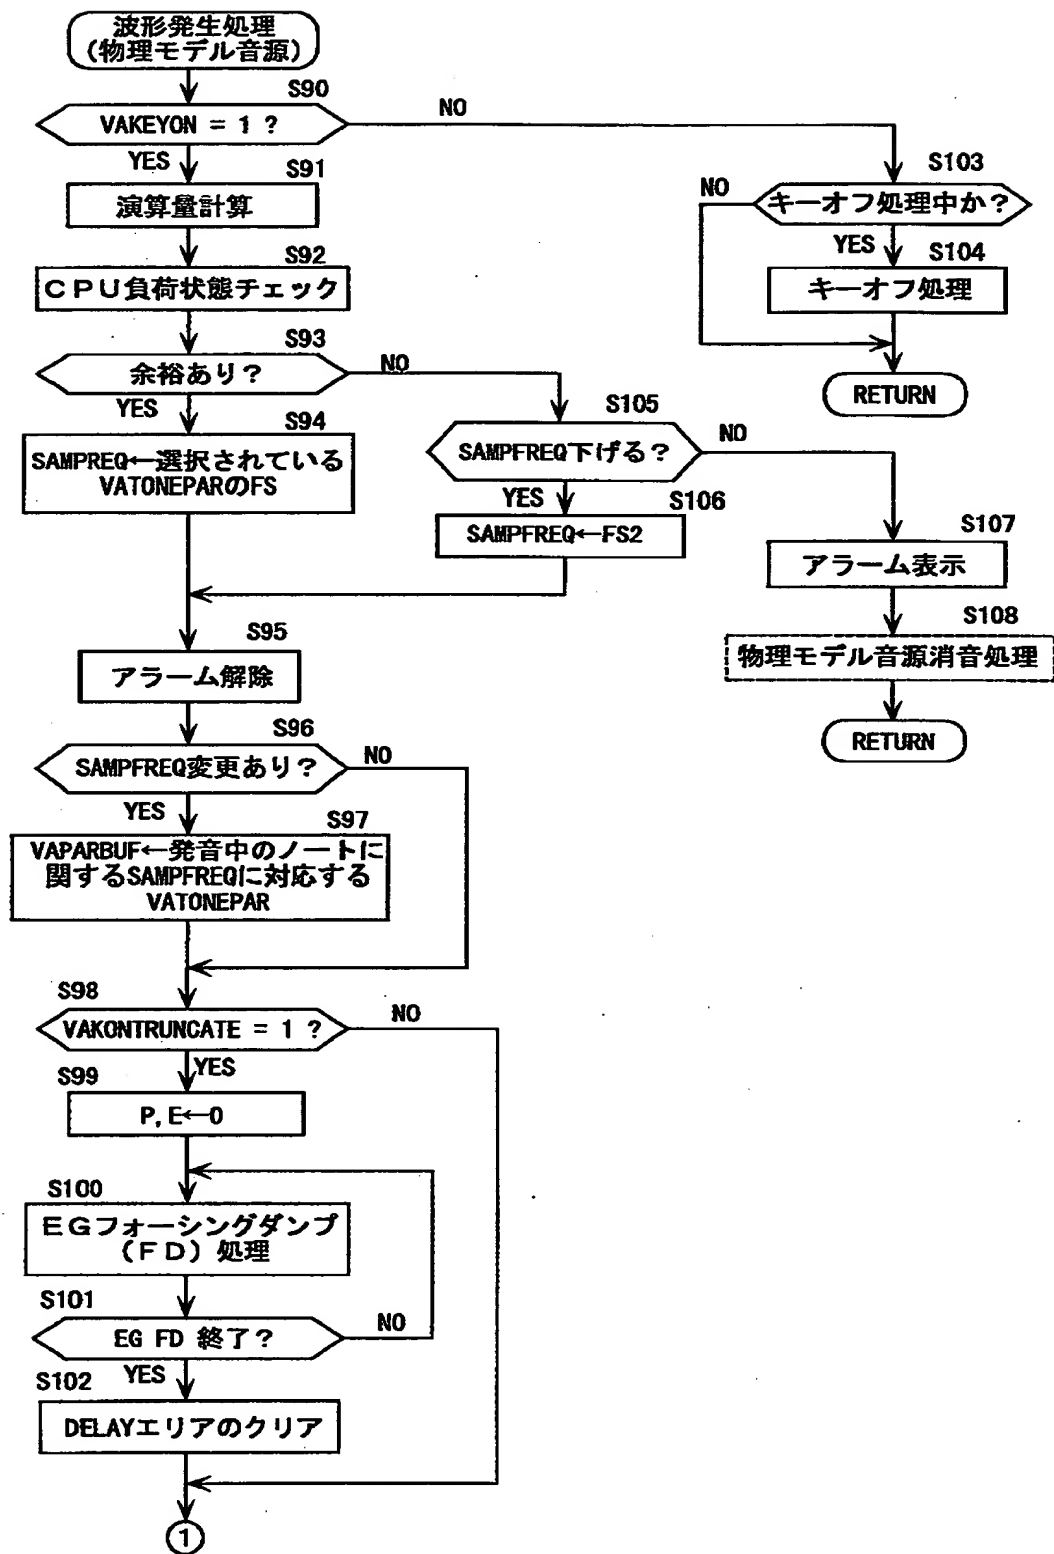 波形発生処理
(物理モデル音源)
S90
VAKEYON = 1 ?
NO
YES
S91
演算量計算
S92
CPU負荷状態チェック
S93
余裕あり?
NO
YES
S94
SAMPREQ←選択されている
VATONEPARのFS
S103
キーオフ処理中か?
NO
YES
S104
キーオフ処理
RETURN
S105
SAMPFREQ下げる?
NO
YES
S106
SAMPFREQ←FS2
S107
アラーム表示
S108
物理モデル音源消音処理
RETURN
S95
アラーム解除
S96
SAMPFREQ変更あり?
NO
YES
S97
VAPARBUF←発音中のノートに
関するSAMPFREQに対応する
VATONEPAR
S98
VAKONTRUNCATE = 1 ?
NO
YES
S99
P,E←0
S100
EGフォーシングダンプ
(FD)処理
S101
EG FD 終了?
NO
YES
S102
DELAYエリアのクリア
1